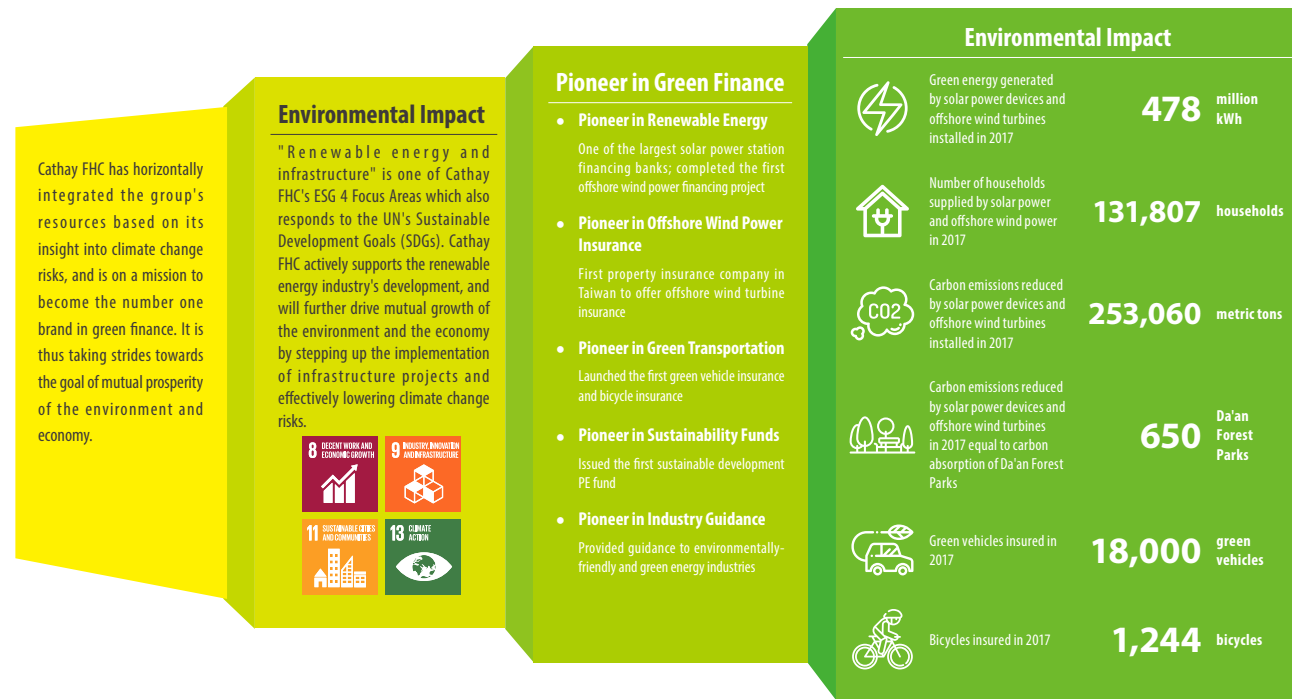 Cathay FHC has horizontally
integrated the group's
resources based on its
insight into climate change
risks, and is on a mission to
become the number one
brand in green finance. It is
thus taking strides towards
the goal of mutual prosperity
of the environment and
economy.
Environmental Impact
"Renewable energy and
infrastructure" is one of Cathay
FHC's ESG 4 Focus Areas which also
responds to the UN's Sustainable
Development Goals (SDGs). Cathay
FHC actively supports the renewable
energy industry's development, and
will further drive mutual growth of
the environment and the economy
by stepping up the implementation
of infrastructure projects and
effectively lowering climate change
risks.
8 DECENT WORK AND
ECONOMIC GROWTH
9 INDUSTRY, INNOVATION
AND INFRASTRUCTURE
11 SUSTAINABLE CITIES
AND COMMUNITIES
13 CLIMATE
ACTION
Pioneer in Green Finance
● Pioneer in Renewable Energy
One of the largest solar power station
financing banks; completed the first
offshore wind power financing project
● Pioneer in Offshore Wind Power
Insurance
First property insurance company in
Taiwan to offer offshore wind turbine
insurance
● Pioneer in Green Transportation
Launched the first green vehicle insurance
and bicycle insurance
● Pioneer in Sustainability Funds
Issued the first sustainable development
PE fund
● Pioneer in Industry Guidance
Provided guidance to environmentally-
friendly and green energy industries
Environmental Impact
Green energy generated
by solar power devices and
offshore wind turbines
installed in 2017
478
million
kWh
Number of households
supplied by solar power
and offshore wind power
in 2017
131,807 households
CO2
Carbon emissions reduced
by solar power devices and
offshore wind turbines
installed in 2017
253,060 metric tons
Carbon emissions reduced
by solar power devices and
offshore wind turbines
in 2017 equal to carbon
absorption of Da'an Forest
Parks
650
Da'an
Forest
Parks
Green vehicles insured in
2017
18,000
green
vehicles
Bicycles insured in 2017
1,244 bicycles